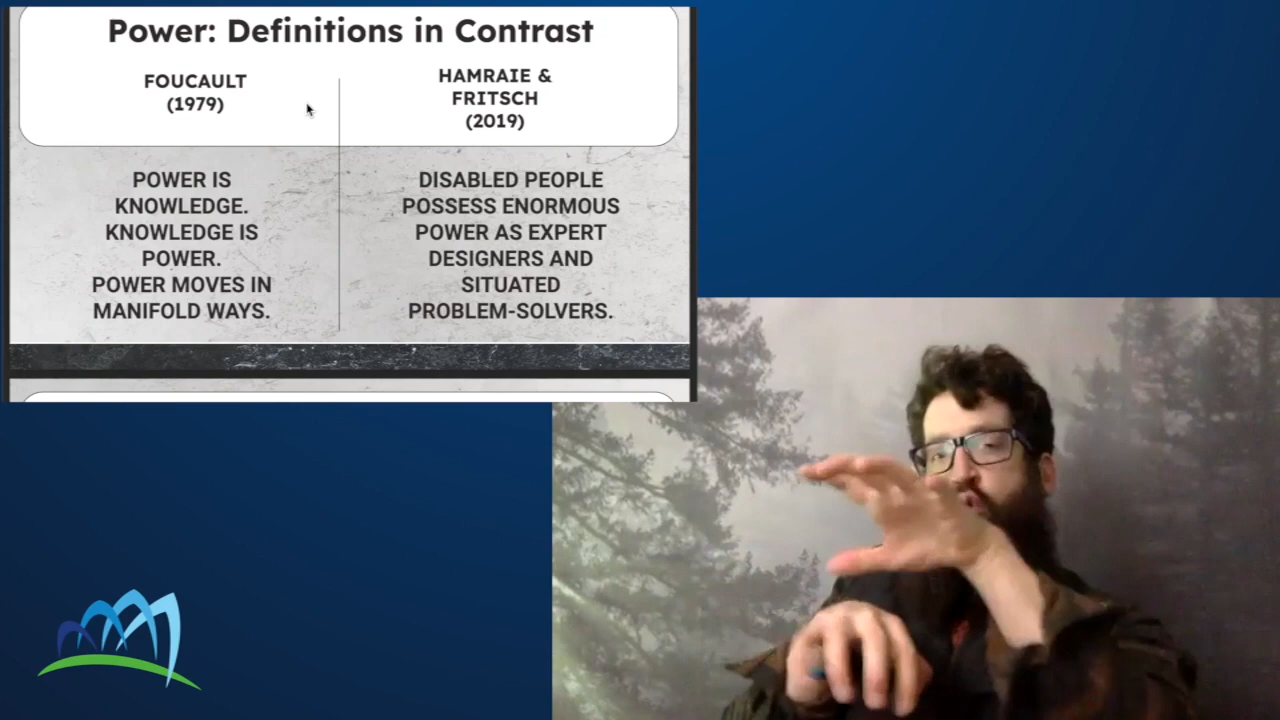 Power: Definitions in Contrast
FOUCAULT
(1979)
HAMRAIE &
FRITSCH
(2019)
POWER IS
KNOWLEDGE.
KNOWLEDGE IS
POWER.
POWER MOVES IN
MANIFOLD WAYS.
DISABLED PEOPLE
POSSESS ENORMOUS
POWER AS EXPERT
DESIGNERS AND
SITUATED
PROBLEM-SOLVERS.